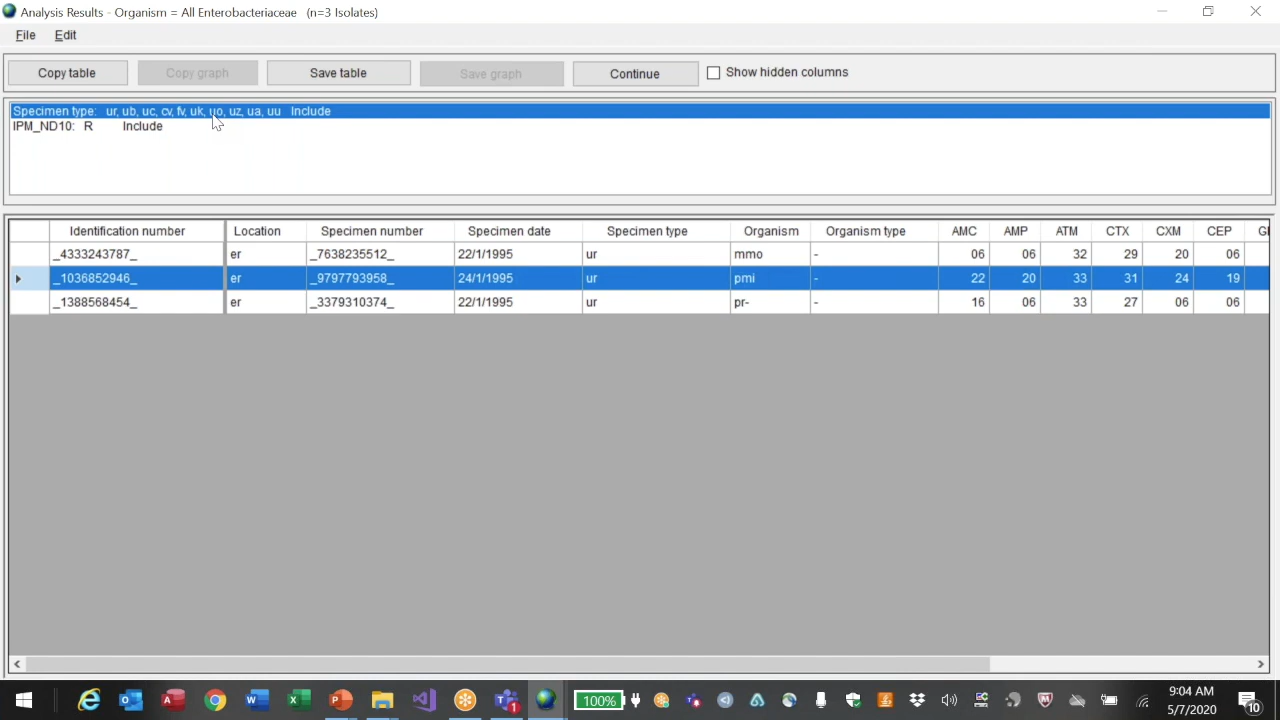 Analysis Results - Organism = All Enterobacteriaceae (n=3 Isolates)
File Edit
Copy table Copy graph Save table Save graph Continue Show hidden columns
Specimen type: ur, ub, uc, cv, fv, uk, uo, uz, ua, uu Include
IPM_ND10: R Include
Identification number Location Specimen number Specimen date Specimen type Organism Organism type AMC AMP ATM CTX CXM CEP
_4333243787_ er _7638235512_ 22/1/1995 ur mmo - 06 06 32 29 20 06
_1036852946_ er _9797793958_ 24/1/1995 ur pmi - 22 20 33 31 24 19
_1388568454_ er _3379310374_ 22/1/1995 ur pr- - 16 06 33 27 06 06
100% 9:04 AM
5/7/2020 10